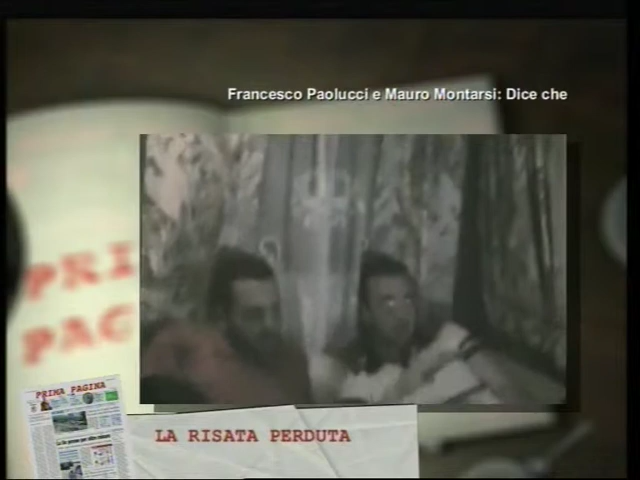 Francesco Paolucci e Mauro Montarsi: Dice che
PRI
PAG
PRIMA PAGINA
LA RISATA PERDUTA